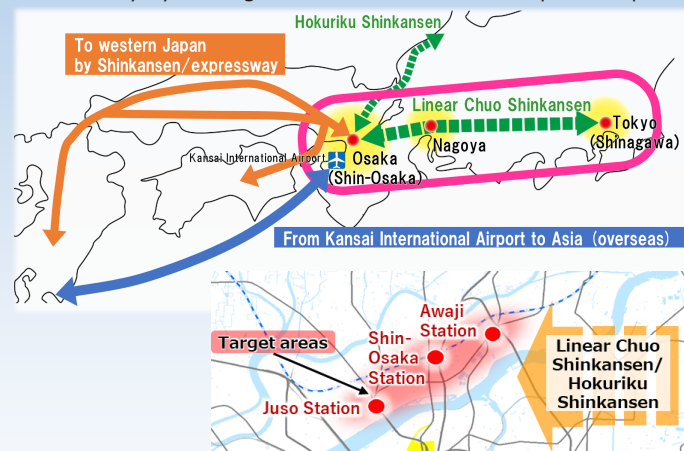 Hokuriku Shinkansen
To western Japan
by Shinkansen/expressway
Linear Chuo Shinkansen
Tokyo
(Shinagawa)
Nagoya
Kansai International Airport
Osaka
(Shin-Osaka)
From Kansai International Airport to Asia (overseas)
Awaji
Station
Shin-
Osaka
Station
Target areas
Juso Station
Linear Chuo
Shinkansen/
Hokuriku
Shinkansen